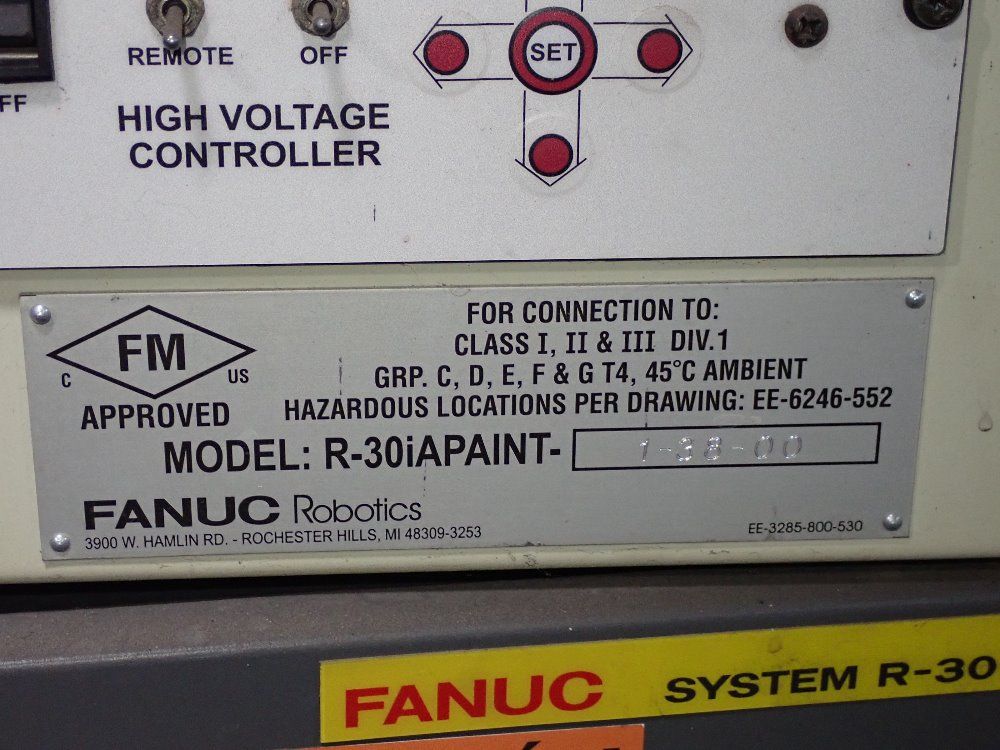 REMOTE
OFF
SET
FF
HIGH VOLTAGE
CONTROLLER
FM
C
US
APPROVED
FOR CONNECTION TO:
CLASS I, II & III DIV.1
GRP. C, D, E, F & G T4, 45°C AMBIENT
HAZARDOUS LOCATIONS PER DRAWING: EE-6246-552
MODEL: R-30iAPAINT- 1-38-00
FANUC Robotics
3900 W. HAMLIN RD. - ROCHESTER HILLS, MI 48309-3253
EE-3285-800-530
FANUC SYSTEM R-30